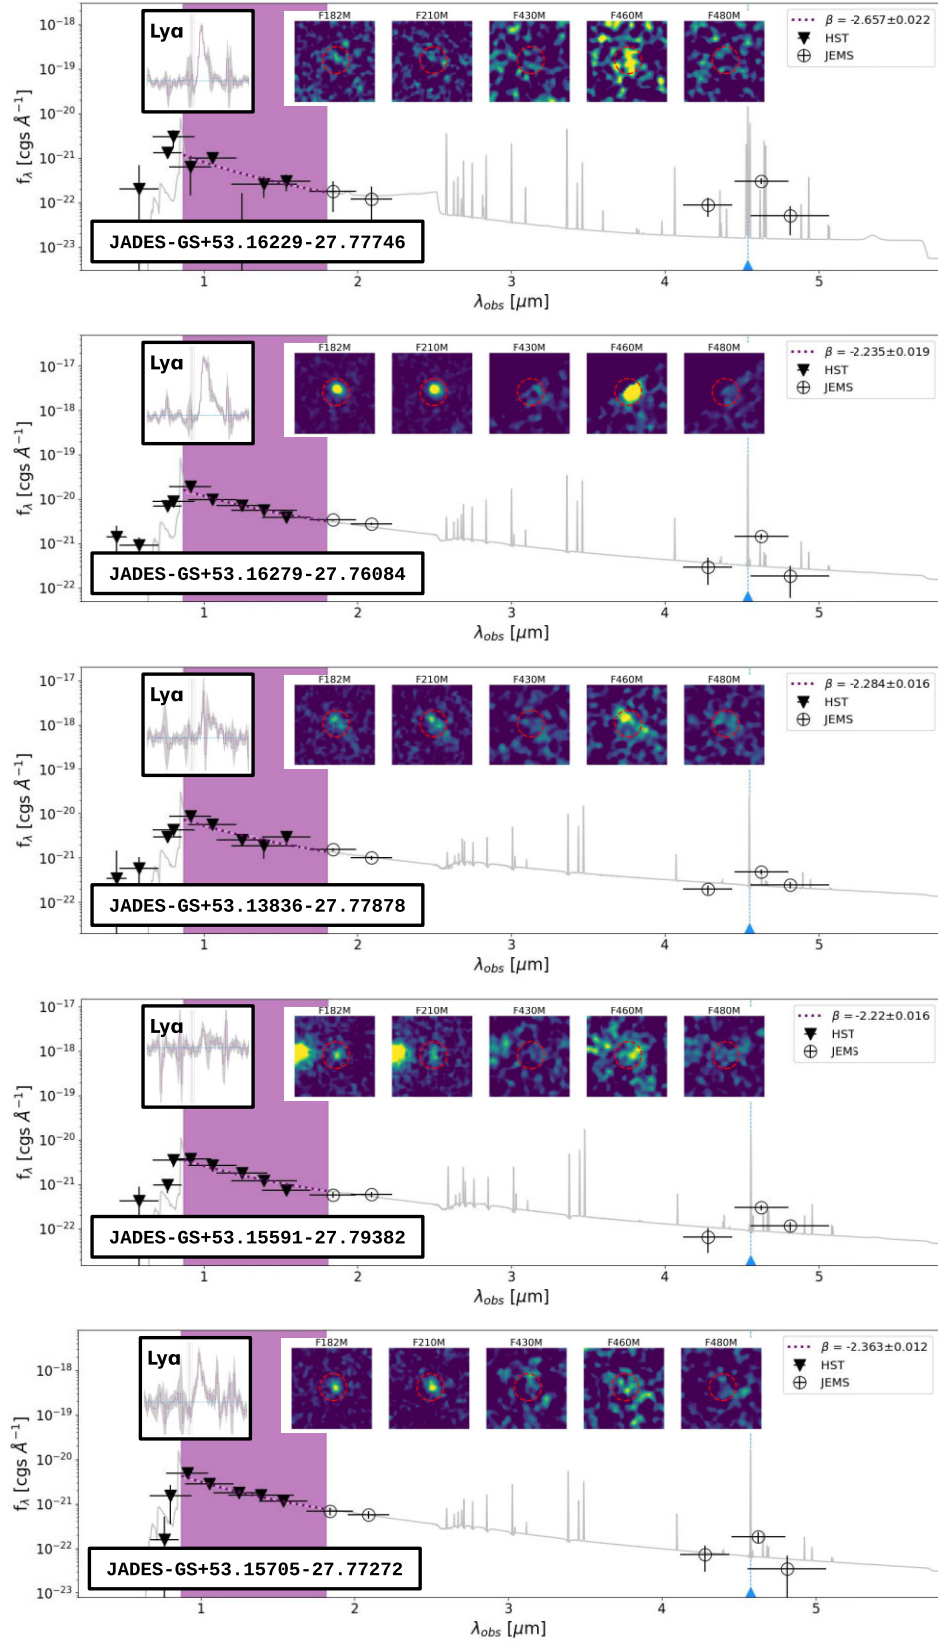 F182M F210M F430M F460M F480M
Lyα
β = -2.657±0.022
HST
JEMS
10⁻¹⁸
10⁻¹⁹
10⁻²⁰
10⁻²¹
10⁻²²
10⁻²³
f_λ [cgs Å⁻¹]
JADES-GS+53.16229-27.77746
1 2 3 4 5
λ_obs [μm]
F182M F210M F430M F460M F480M
Lyα
β = -2.235±0.019
HST
JEMS
10⁻¹⁷
10⁻¹⁸
10⁻¹⁹
10⁻²⁰
10⁻²¹
10⁻²²
f_λ [cgs Å⁻¹]
JADES-GS+53.16279-27.76084
1 2 3 4 5
λ_obs [μm]
F182M F210M F430M F460M F480M
Lyα
β = -2.284±0.016
HST
JEMS
10⁻¹⁷
10⁻¹⁸
10⁻¹⁹
10⁻²⁰
10⁻²¹
10⁻²²
f_λ [cgs Å⁻¹]
JADES-GS+53.13836-27.77878
1 2 3 4 5
λ_obs [μm]
F182M F210M F430M F460M F480M
Lyα
β = -2.22±0.016
HST
JEMS
10⁻¹⁷
10⁻¹⁸
10⁻¹⁹
10⁻²⁰
10⁻²¹
10⁻²²
f_λ [cgs Å⁻¹]
JADES-GS+53.15591-27.79382
1 2 3 4 5
λ_obs [μm]
F182M F210M F430M F460M F480M
Lyα
β = -2.363±0.012
HST
JEMS
10⁻¹⁸
10⁻¹⁹
10⁻²⁰
10⁻²¹
10⁻²²
10⁻²³
f_λ [cgs Å⁻¹]
JADES-GS+53.15705-27.77272
1 2 3 4 5
λ_obs [μm]